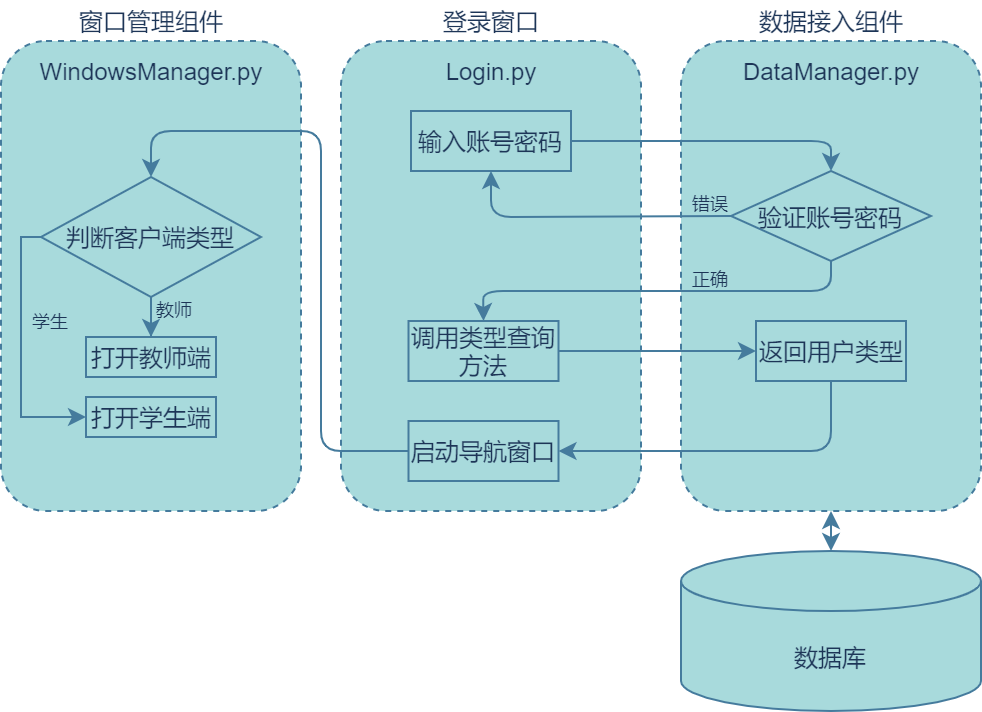 窗口管理组件
登录窗口
数据接入组件
WindowsManager.py
Login.py
DataManager.py
输入账号密码
错误
验证账号密码
判断客户端类型
正确
教师
学生
调用类型查询
方法
返回用户类型
打开教师端
打开学生端
启动导航窗口
数据库